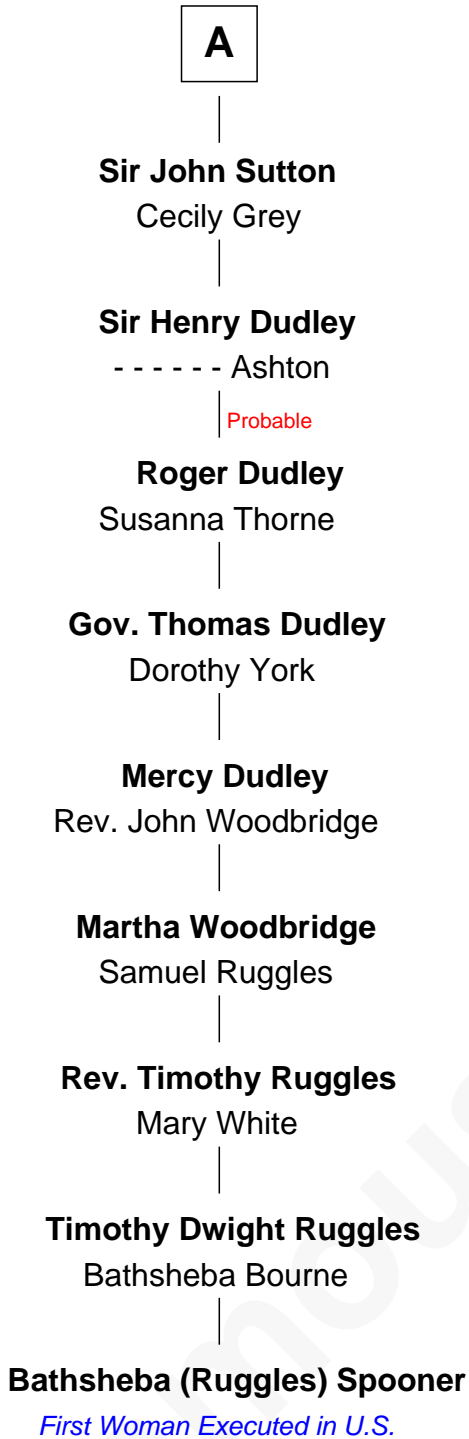 A
Sir John Sutton
Cecily Grey
Sir Henry Dudley
- - - - - - Ashton
Probable
Roger Dudley
Susanna Thorne
Gov. Thomas Dudley
Dorothy York
Mercy Dudley
Rev. John Woodbridge
Martha Woodbridge
Samuel Ruggles
Rev. Timothy Ruggles
Mary White
Timothy Dwight Ruggles
Bathsheba Bourne
Bathsheba (Ruggles) Spooner
First Woman Executed in U.S.